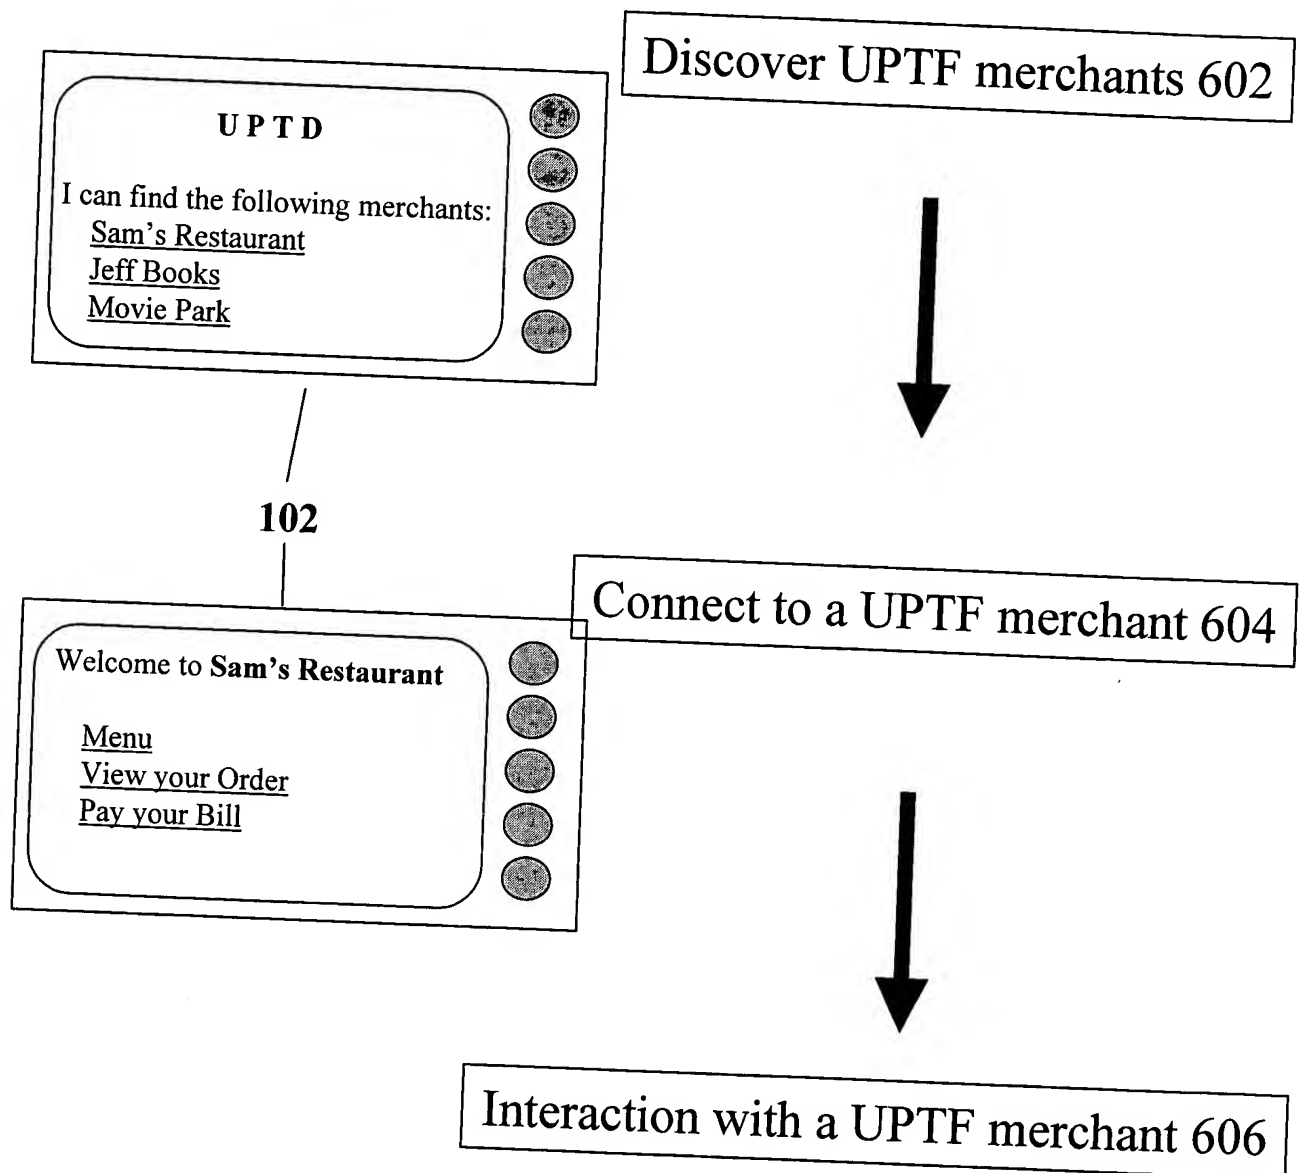 Discover UPTF merchants 602
U P T D
I can find the following merchants:
Sam's Restaurant
Jeff Books
Movie Park
102
Connect to a UPTF merchant 604
Welcome to Sam's Restaurant
Menu
View your Order
Pay your Bill
Interaction with a UPTF merchant 606